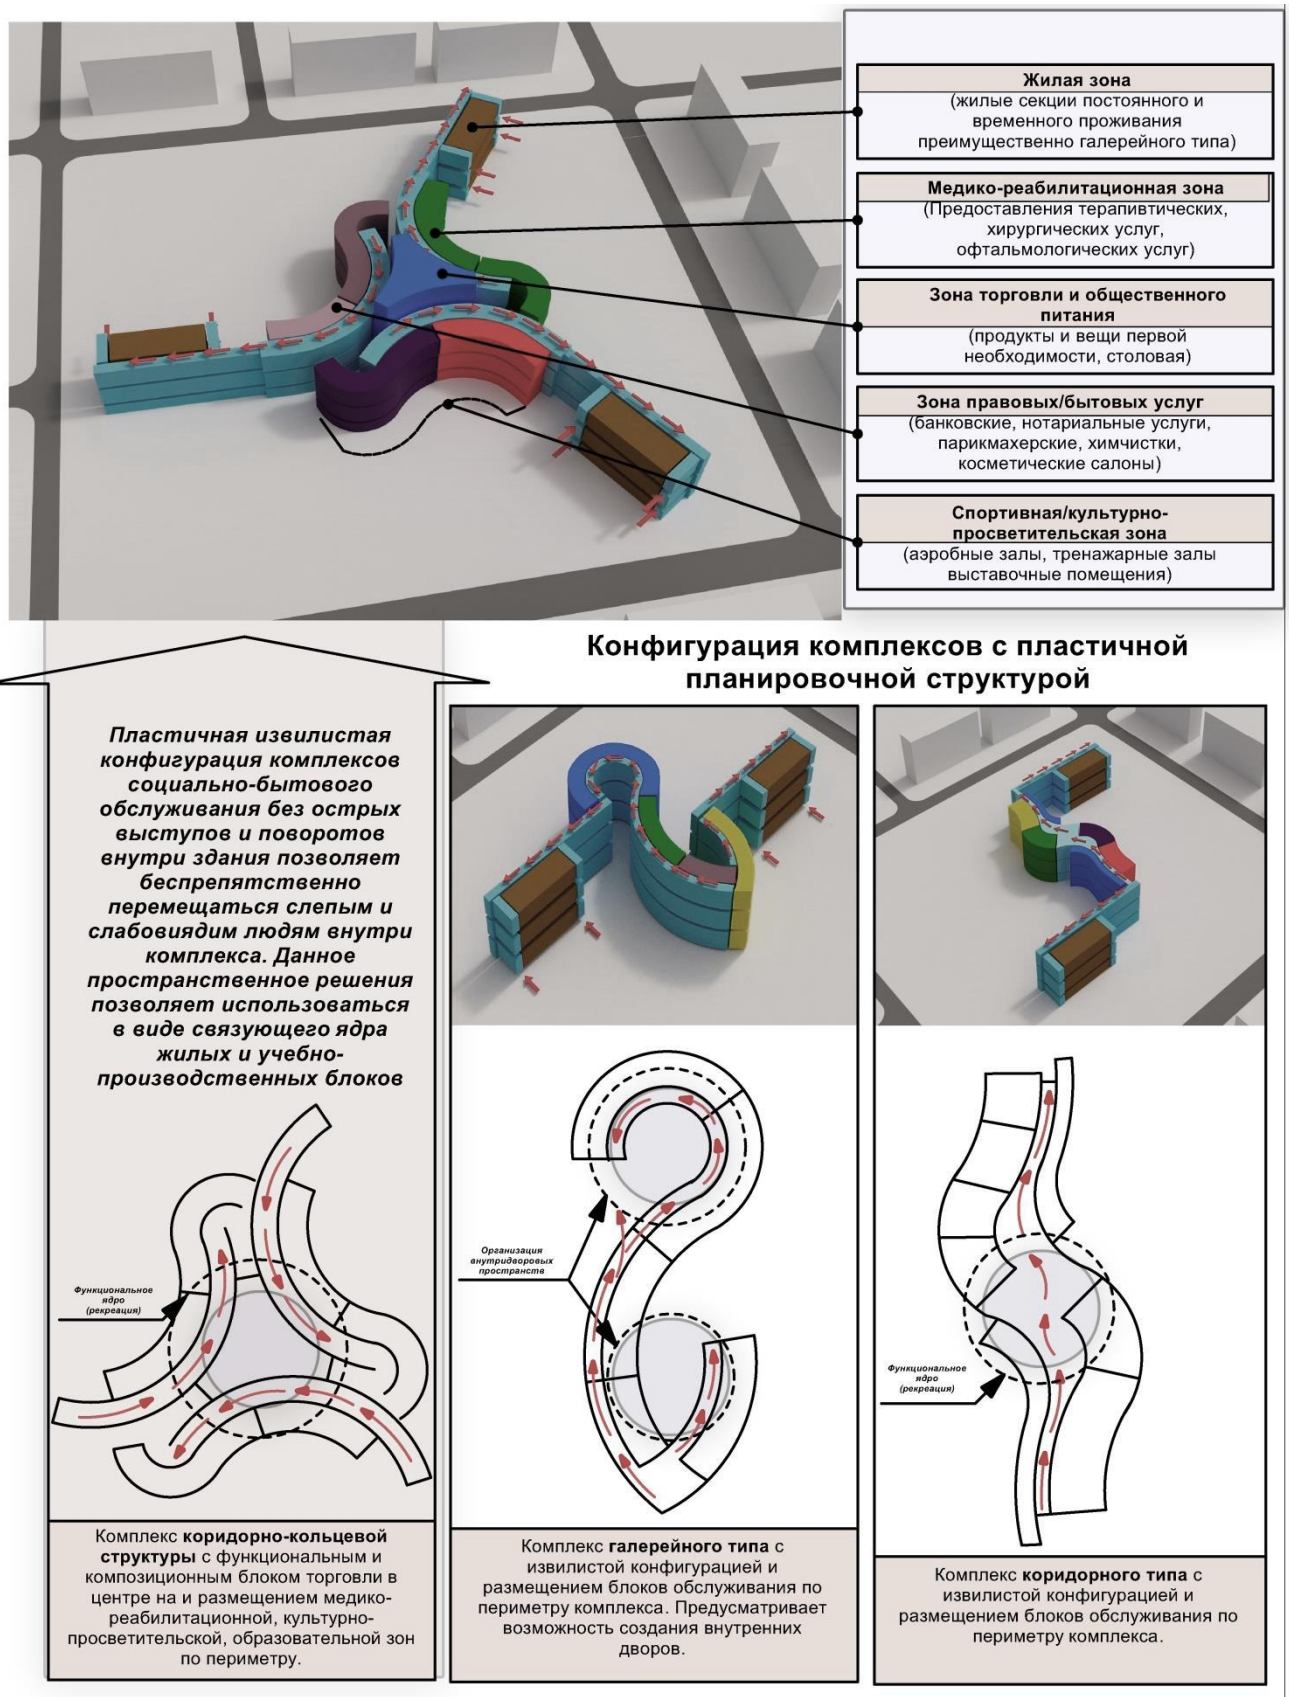 Жилая зона
(жилые секции постоянного и
временного проживания
преимущественно галерейного типа)
Медико-реабилитационная зона
(Предоставления терапивтических,
хирургических услуг,
офтальмологических услуг)
Зона торговли и общественного
питания
(продукты и вещи первой
необходимости, столовая)
Зона правовых/бытовых услуг
(банковские, нотариальные услуги,
парикмахерские, химчистки,
косметические салоны)
Спортивная/культурно-
просветительская зона
(аэробные залы, тренажарные залы
выставочные помещения)
Конфигурация комплексов с пластичной
планировочной структурой
Пластичная извилистая
конфигурация комплексов
социально-бытового
обслуживания без острых
выступов и поворотов
внутри здания позволяет
беспрепятственно
перемещаться слепым и
слабовиядим людям внутри
комплекса. Данное
пространственное решения
позволяет использоваться
в виде связующего ядра
жилых и учебно-
производственных блоков
Функциональное
ядро
(рекреация)
Комплекс коридорно-кольцевой
структуры с функциональным и
композиционным блоком торговли в
центре на и размещением медико-
реабилитационной, культурно-
просветительской, образовательной зон
по периметру.
Организация
внутридворовых
пространств
Комплекс галерейного типа с
извилистой конфигурацией и
размещением блоков обслуживания по
периметру комплекса. Предусматривает
возможность создания внутренних
дворов.
Функциональное
ядро
(рекреация)
Комплекс коридорного типа с
извилистой конфигурацией и
размещением блоков обслуживания по
периметру комплекса.